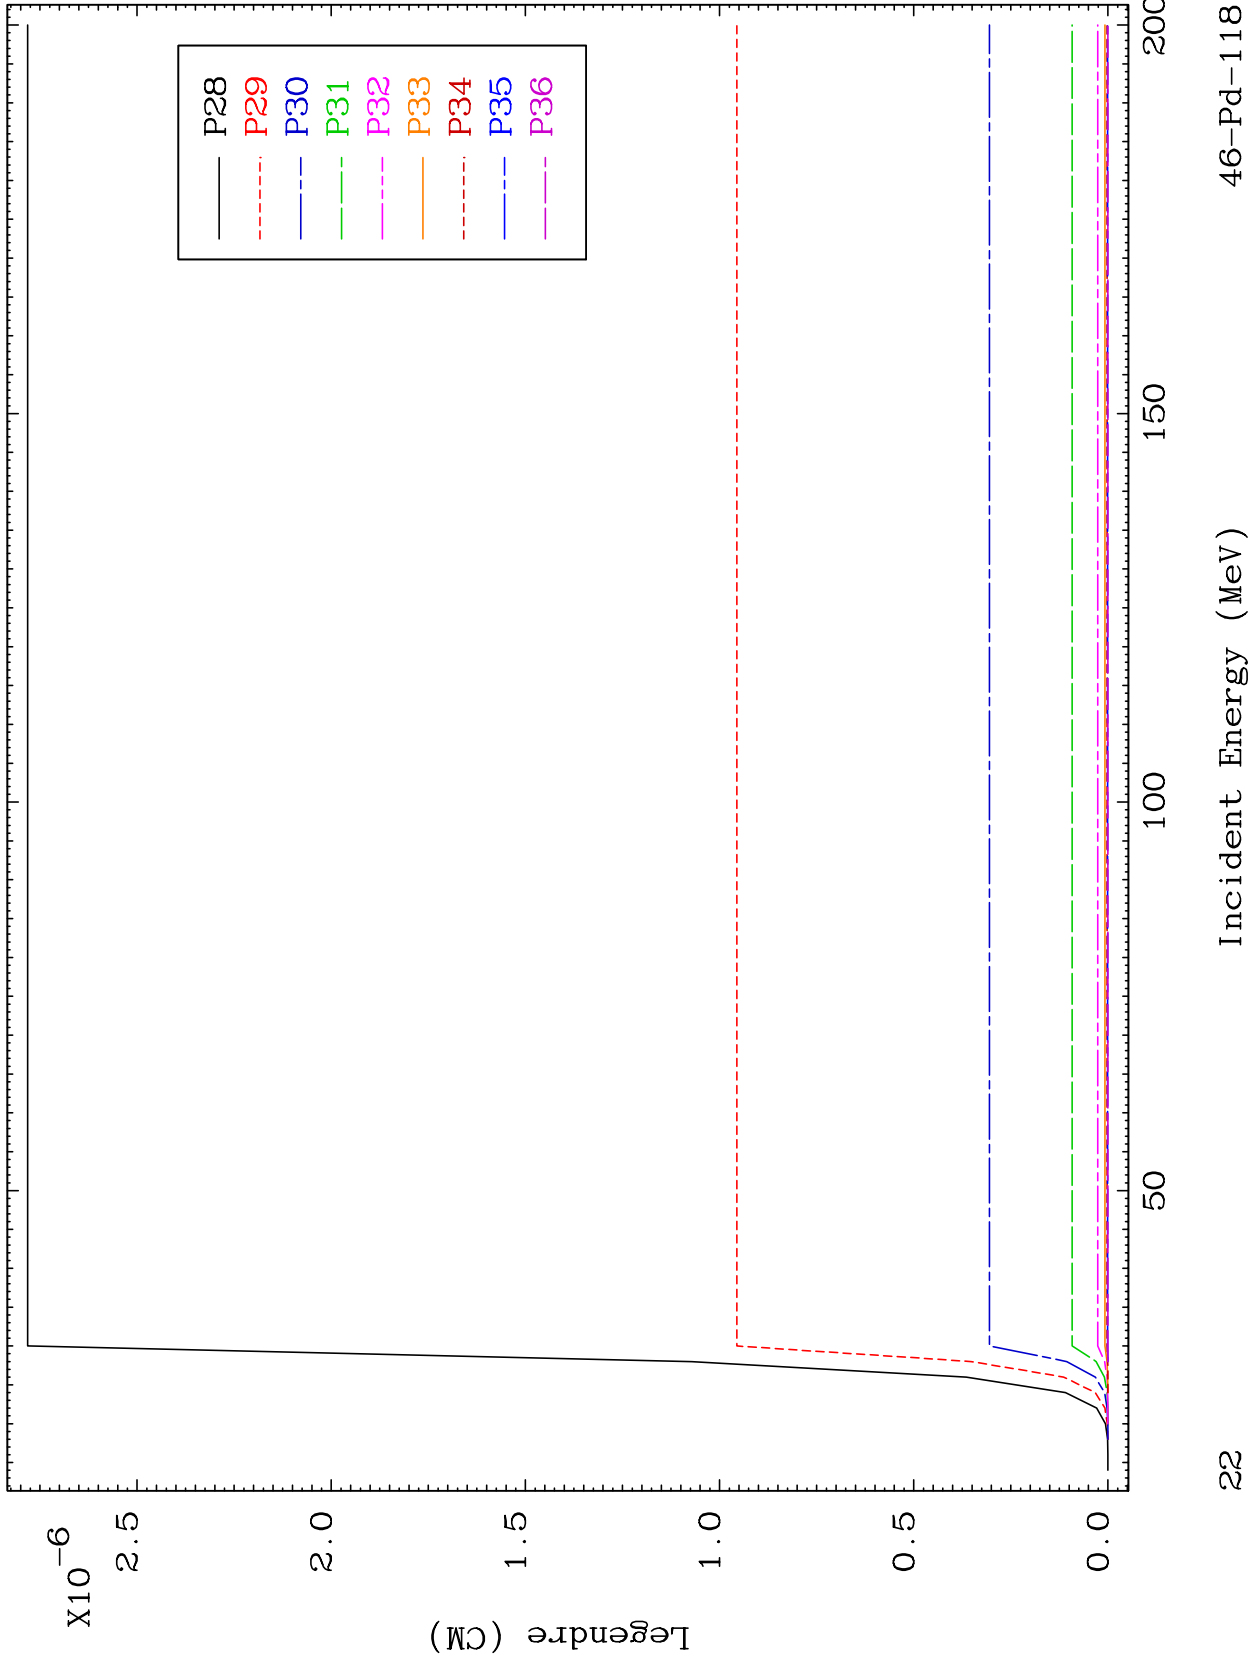 X10-6
2.5
2.0
1.5
1.0
0.5
0.0
Legendre (CM)
P28
P29
P30
P31
P32
P33
P34
P35
P36
50
100
150
200
Incident Energy (MeV)
22
46-Pd-118